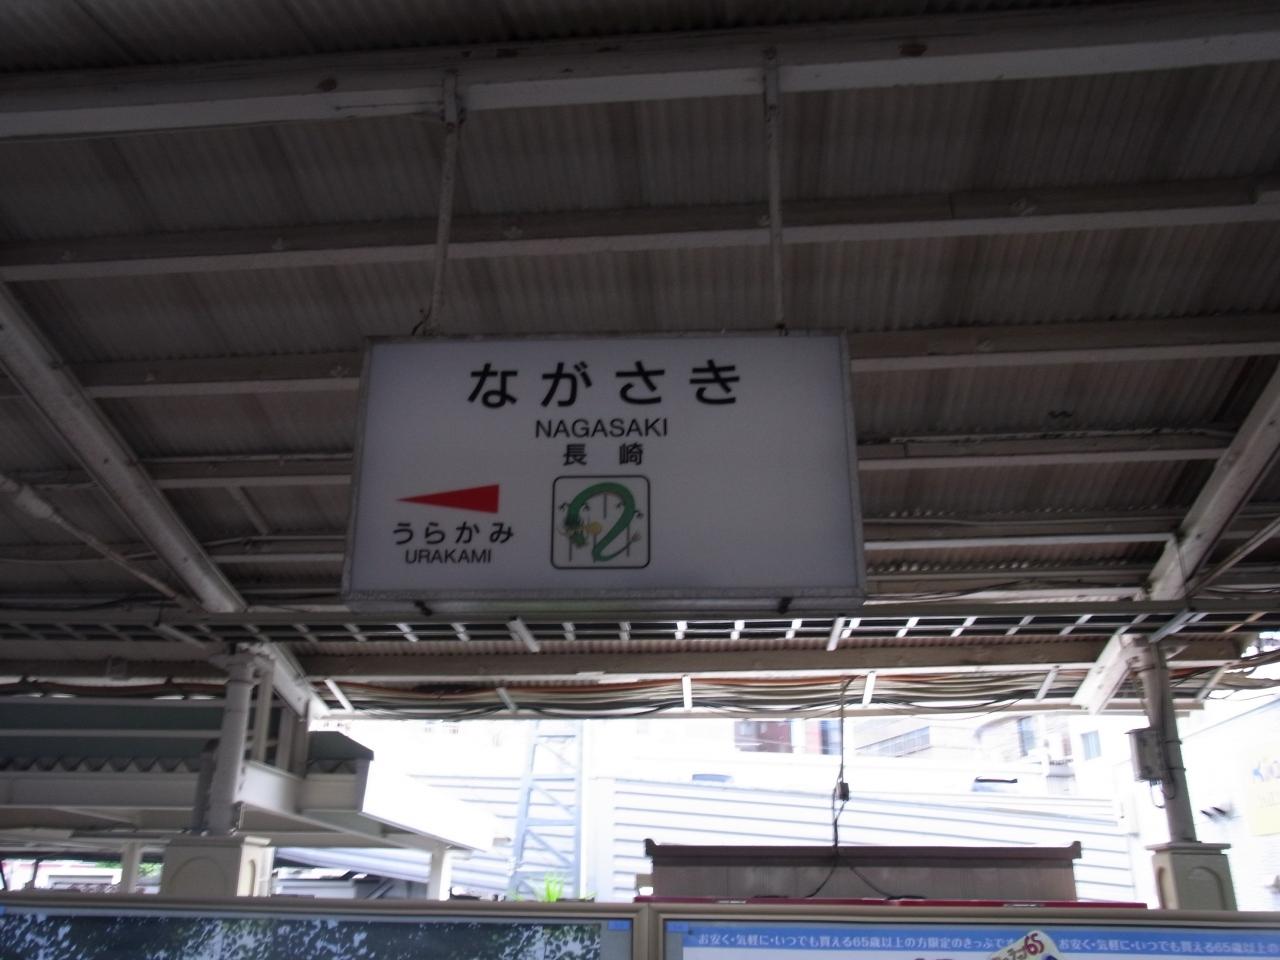 ながさき
NAGASAKI
長崎
うらかみ
URAKAMI
お安く・気軽に・いつでも買える65歳以上の方限定のきっぷで
お安く・気軽に・いつでも買える65歳以上の
65